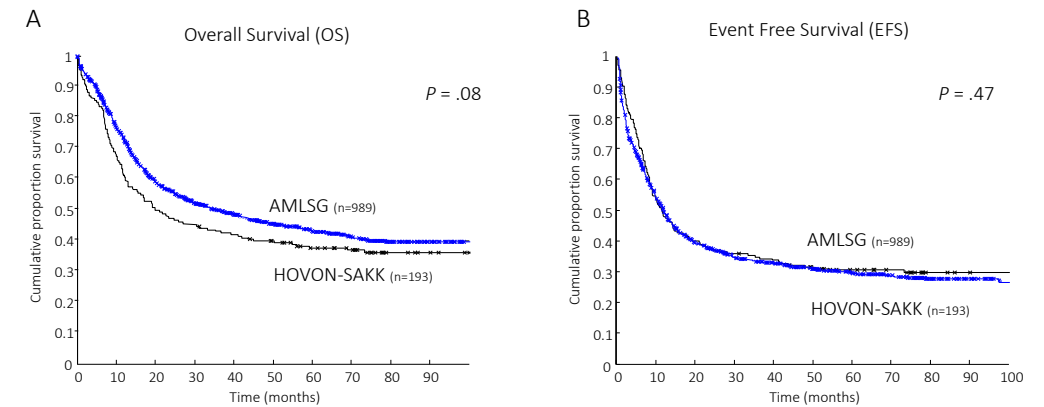 A
Overall Survival (OS)
1
0.9
0.8
0.7
0.6
0.5
0.4
0.3
0.2
0.1
0
Cumulative proportion survival
P = .08
AMLSG (n=989)
HOVON-SAKK (n=193)
0 10 20 30 40 50 60 70 80 90
Time (months)
B
Event Free Survival (EFS)
1
0.9
0.8
0.7
0.6
0.5
0.4
0.3
0.2
0.1
0
Cumulative proportion survival
P = .47
AMLSG (n=989)
HOVON-SAKK (n=193)
0 10 20 30 40 50 60 70 80 90 100
Time (months)